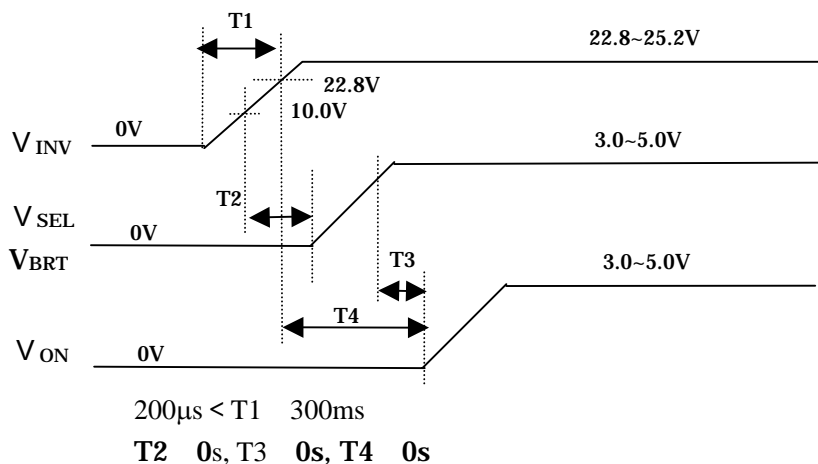 T1
22.8~25.2V
22.8V
10.0V
0V
V INV
3.0~5.0V
T2
V SEL
0V
VBRT
T3
3.0~5.0V
T4
V ON
0V
200μs < T1 300ms
T2 0s, T3 0s, T4 0s